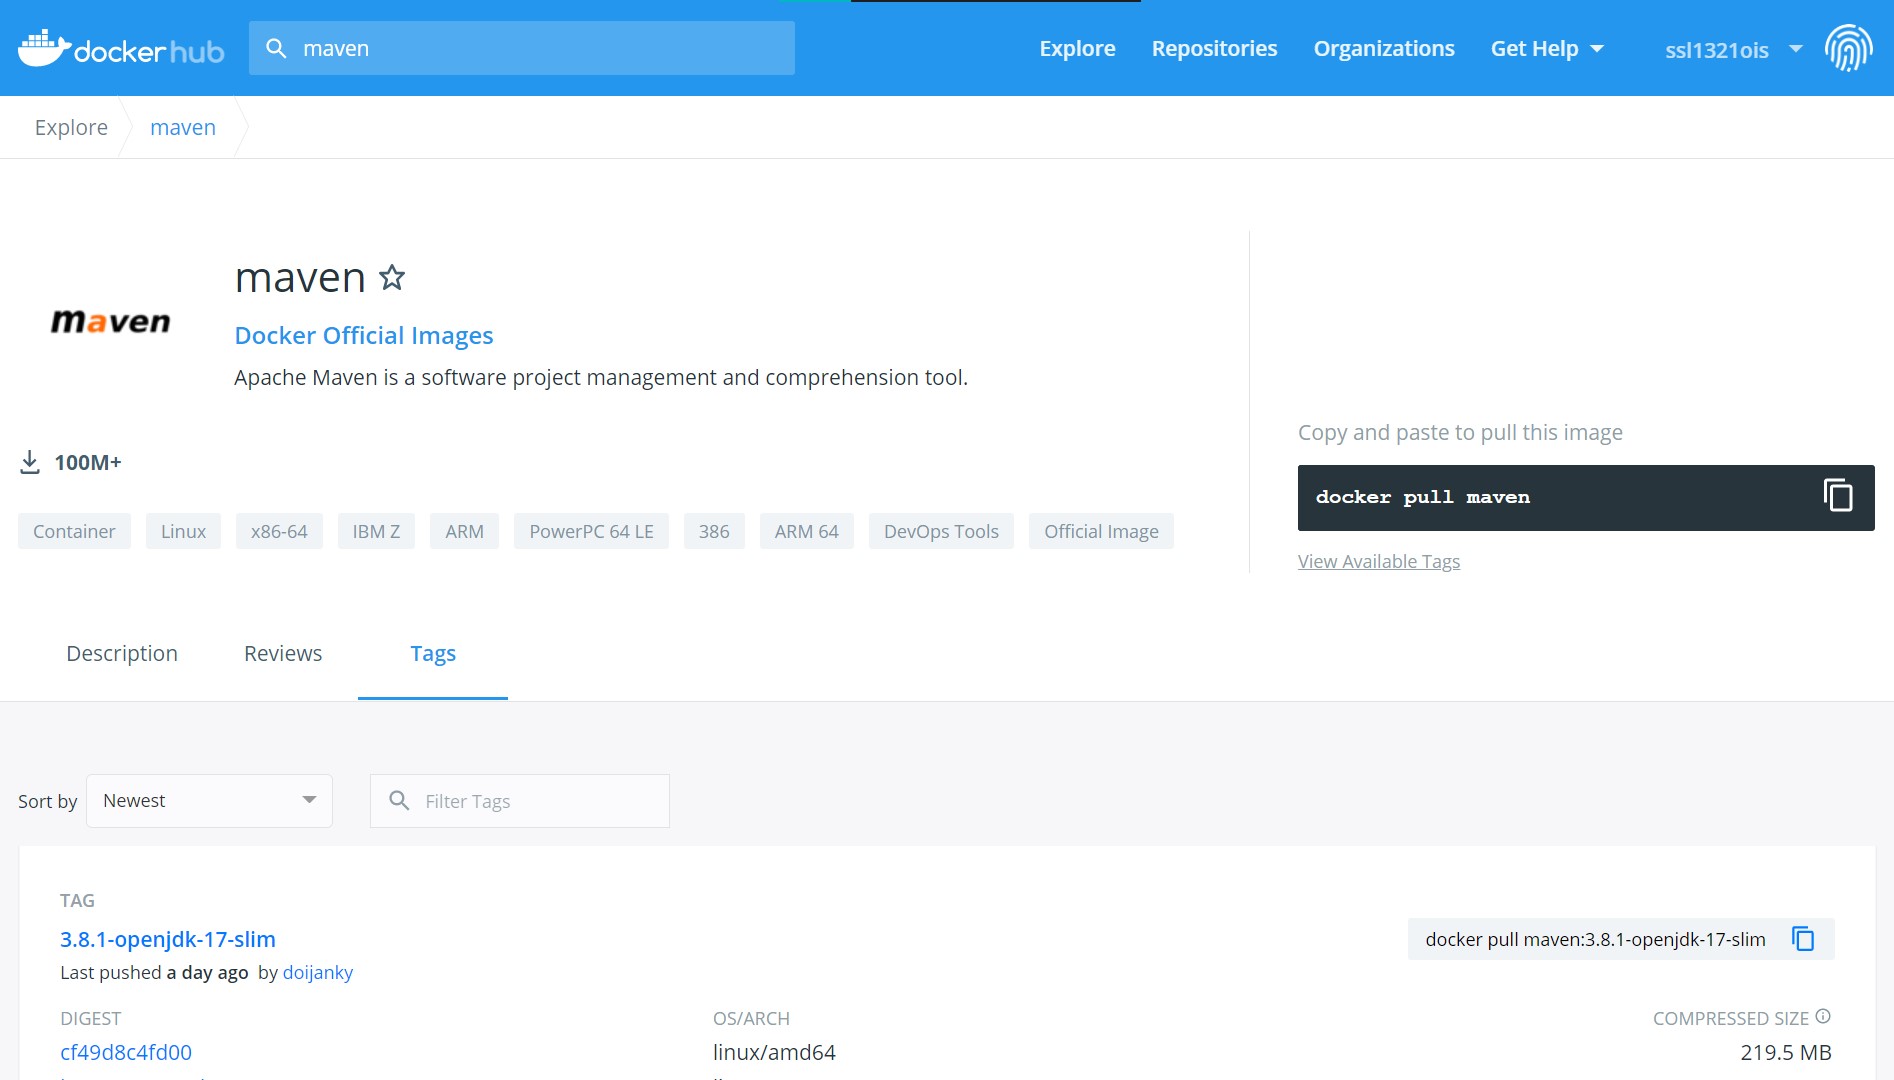 docker hub
maven
Explore
Repositories
Organizations
Get Help
ssl1321ois
Explore
maven
maven
maven
Docker Official Images
Apache Maven is a software project management and comprehension tool.
100M+
Container
Linux
x86-64
IBM Z
ARM
PowerPC 64 LE
386
ARM 64
DevOps Tools
Official Image
Copy and paste to pull this image
docker pull maven
View Available Tags
Description
Reviews
Tags
Sort by
Newest
Filter Tags
TAG
3.8.1-openjdk-17-slim
Last pushed a day ago by doijanky
docker pull maven:3.8.1-openjdk-17-slim
DIGEST
OS/ARCH
COMPRESSED SIZE
cf49d8c4fd00
linux/amd64
219.5 MB